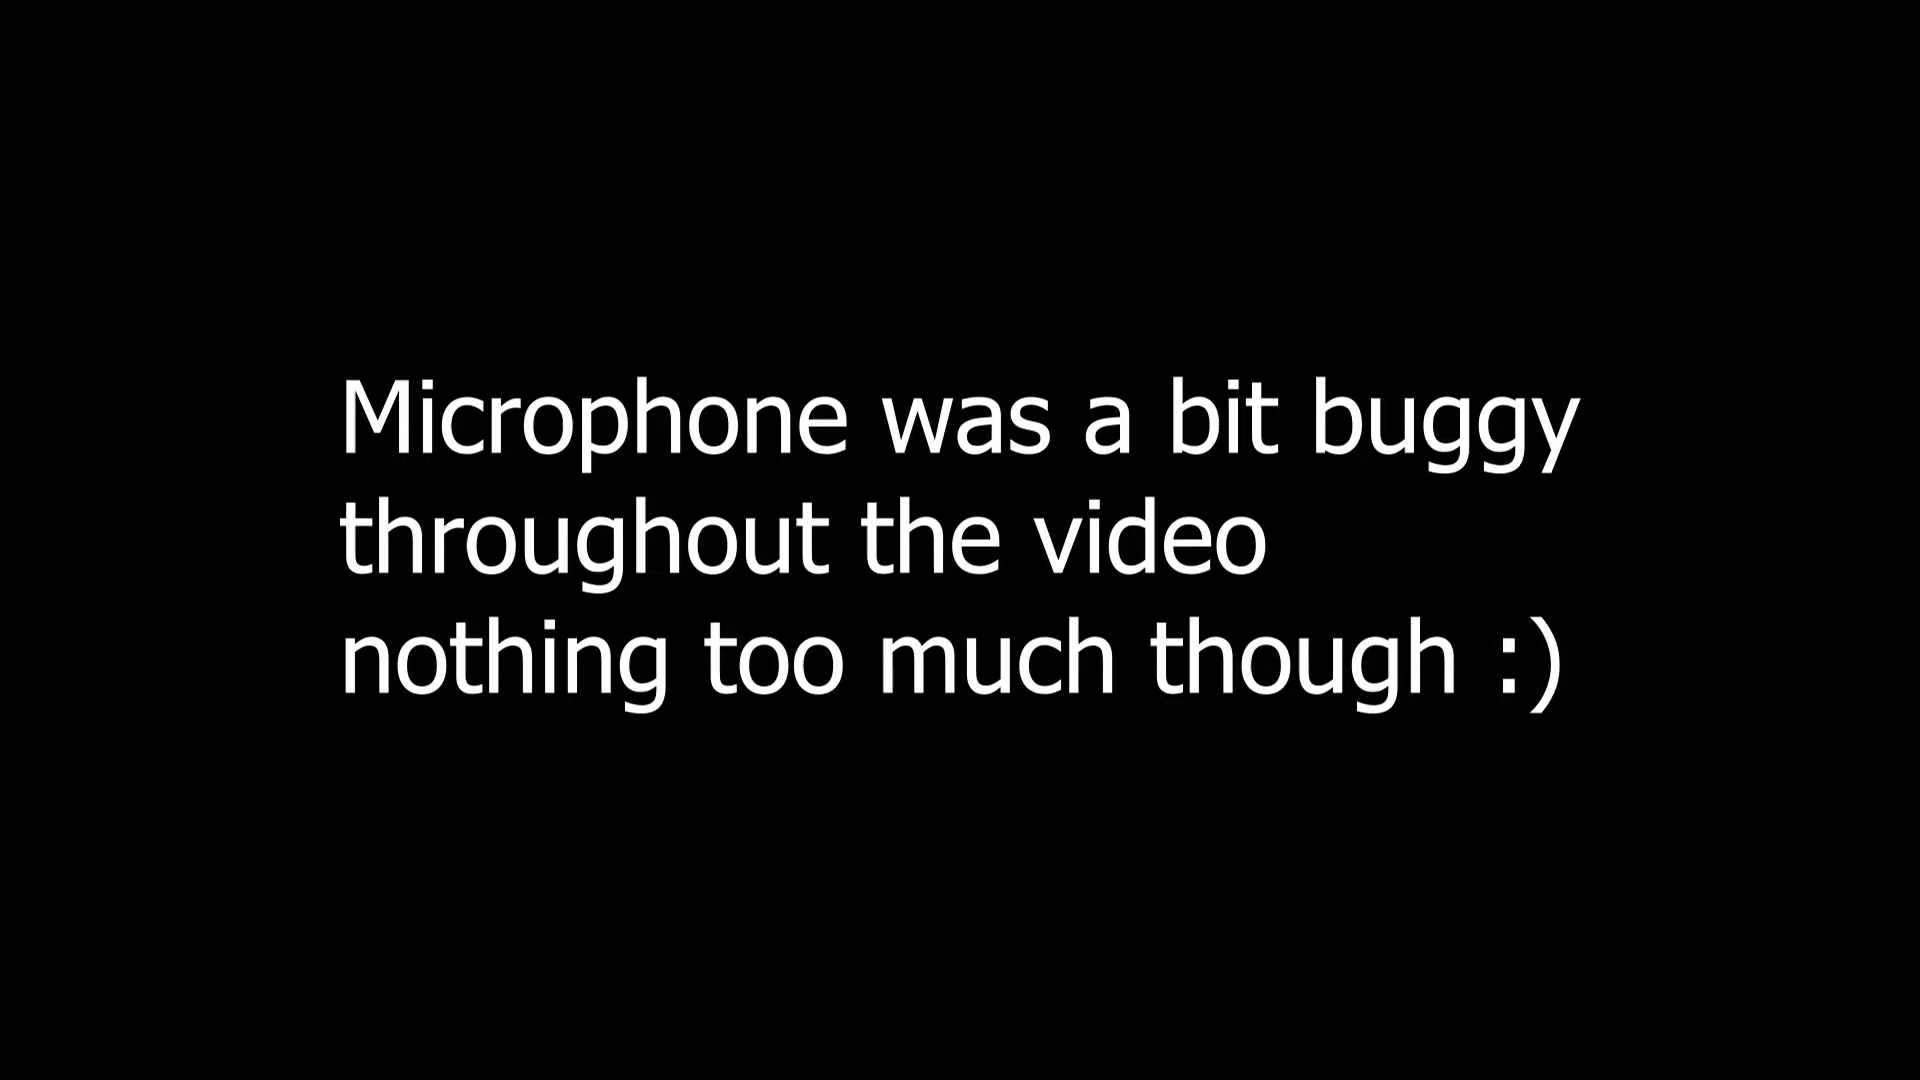 Microphone was a bit buggy
throughout the video
nothing too much though :)